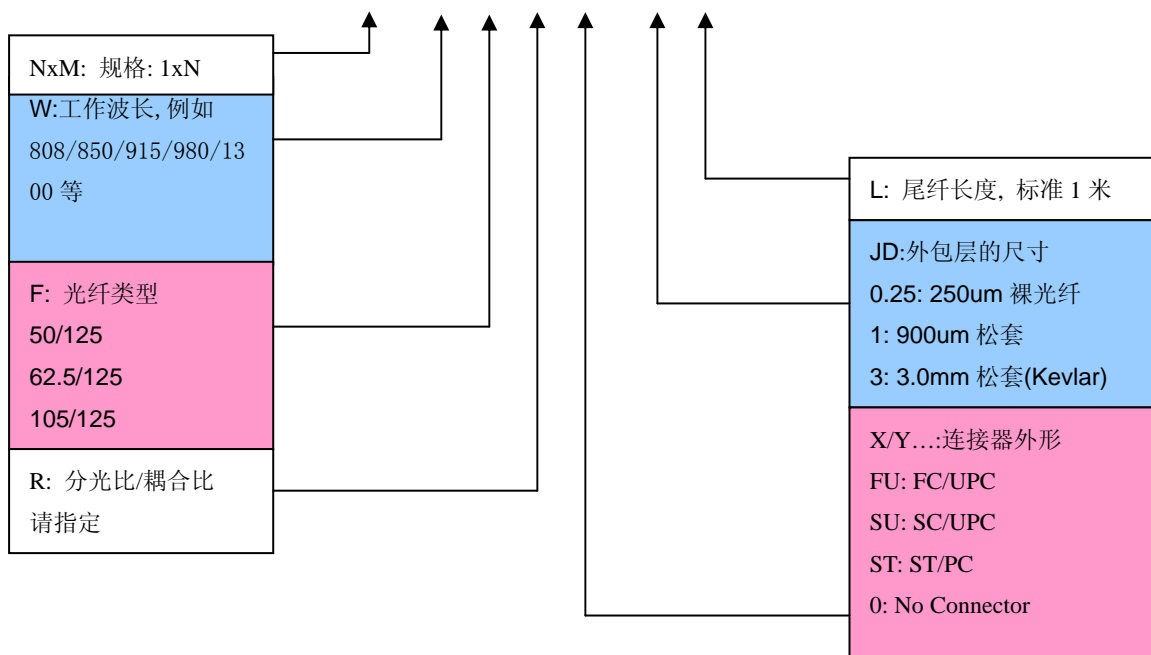 NxM: 规格: 1xN
W:工作波长,例如
808/850/915/980/13
00 等
F: 光纤类型
50/125
62.5/125
105/125
R: 分光比/耦合比
请指定
L: 尾纤长度, 标准 1 米
JD:外包层的尺寸
0.25: 250um 裸光纤
1: 900um 松套
3: 3.0mm 松套(Kevlar)
X/Y…:连接器外形
FU: FC/UPC
SU: SC/UPC
ST: ST/PC
0: No Connector